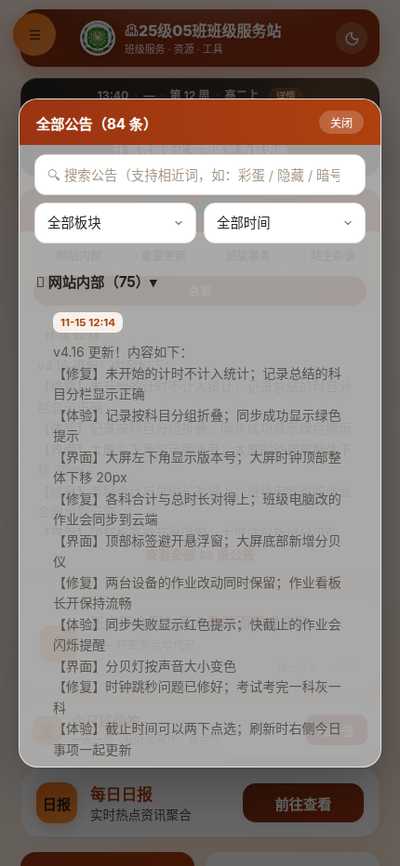 25级05班班级服务站
班级服务 · 资源 · 工具
13:40 · — · 第 12 周 · 高二上 详情
全部公告（84 条）
关闭
搜索公告（支持相近词，如：彩蛋 / 隐藏 / 暗号
全部板块
全部时间
网站内部（75）▾
11-15 12:14
v4.16 更新！内容如下：
【修复】未开始的计时不计入统计；记录总结的科
目分栏显示正确
【体验】记录按科目分组折叠；同步成功显示绿色
提示
【界面】大屏左下角显示版本号；大屏时钟顶部整
体下移 20px
【修复】各科合计与总时长对得上；班级电脑改的
作业会同步到云端
【界面】顶部标签避开悬浮窗；大屏底部新增分贝
仪
【修复】两台设备的作业改动同时保留；作业看板
长开保持流畅
【体验】同步失败显示红色提示；快截止的作业会
闪烁提醒
【界面】分贝灯按声音大小变色
【修复】时钟跳秒问题已修好；考试考完一科灰一
科
【体验】截止时间可以两下点选；刷新时右侧今日
事项一起更新
日报
每日日报
实时热点资讯聚合
前往查看